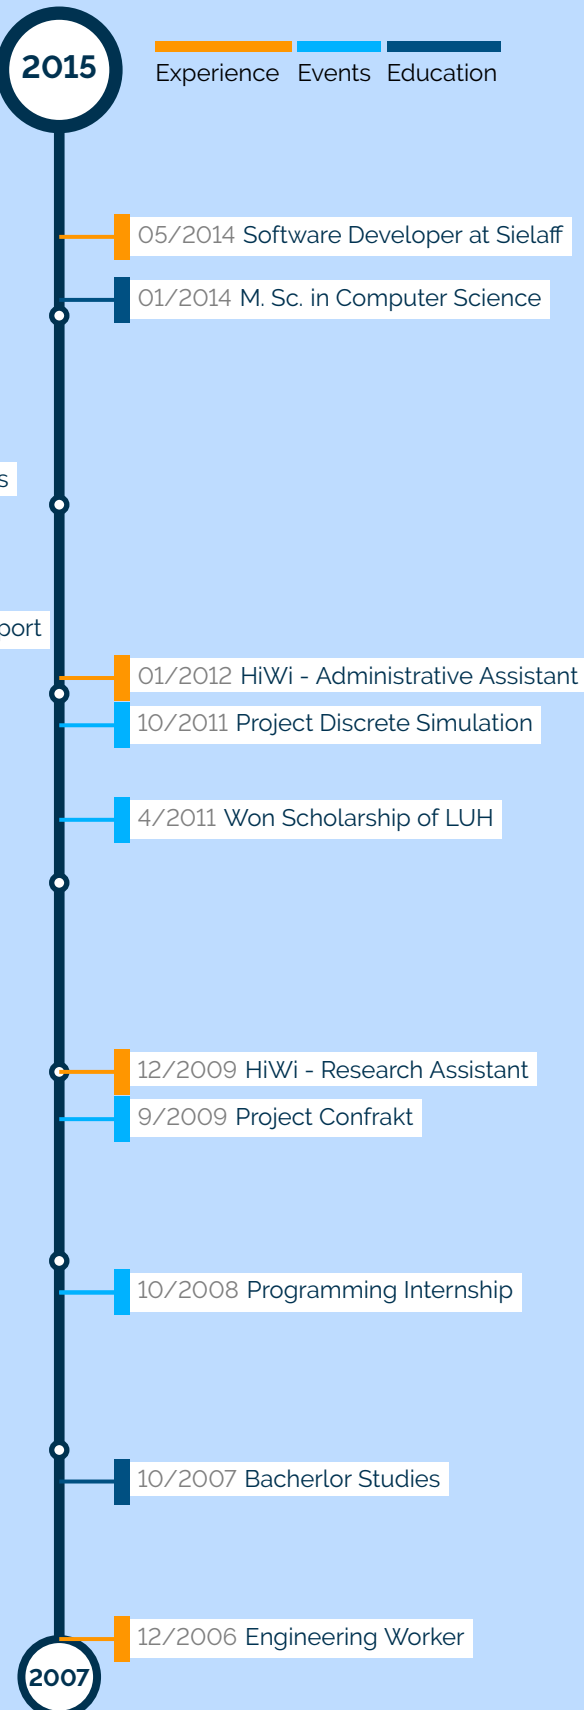 2015
Experience Events Education
05/2014 Software Developer at Sielaff
01/2014 M. Sc. in Computer Science
s
port
01/2012 HiWi - Administrative Assistant
10/2011 Project Discrete Simulation
4/2011 Won Scholarship of LUH
12/2009 HiWi - Research Assistant
9/2009 Project Confrakt
10/2008 Programming Internship
10/2007 Bacherlor Studies
12/2006 Engineering Worker
2007